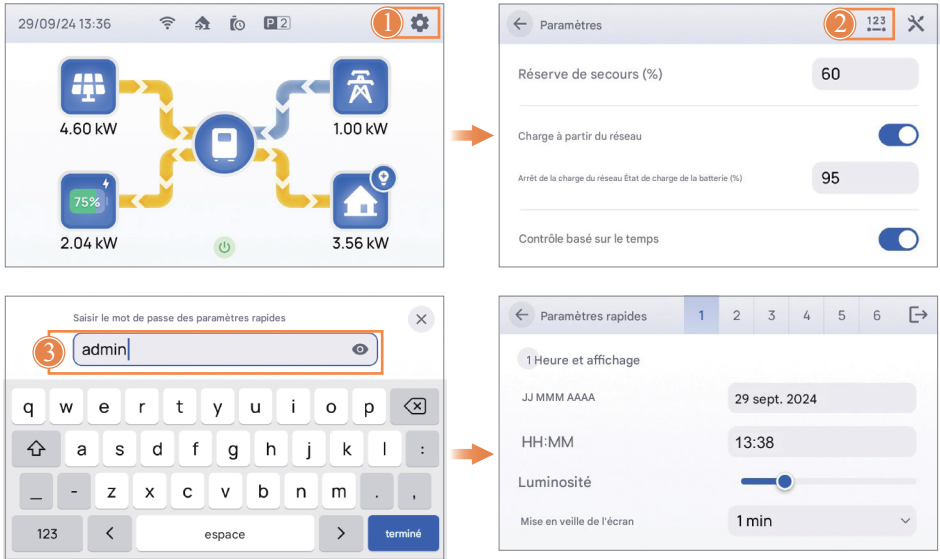 29/09/24 13:36
P 2
1
4.60 kW
1.00 kW
75%
2.04 kW
3.56 kW
Paramètres
2
123
Réserve de secours (%)
60
Charge à partir du réseau
Arrêt de la charge du réseau État de charge de la batterie (%)
95
Contrôle basé sur le temps
Saisir le mot de passe des paramètres rapides
3
admin
q w e r t y u i o p
a s d f g h j k l :
_ - z x c v b n m . ,
123 < espace > terminé
Paramètres rapides 1 2 3 4 5 6
1 Heure et affichage
JJ MMM AAAA 29 sept. 2024
HH:MM 13:38
Luminosité
Mise en veille de l'écran 1 min